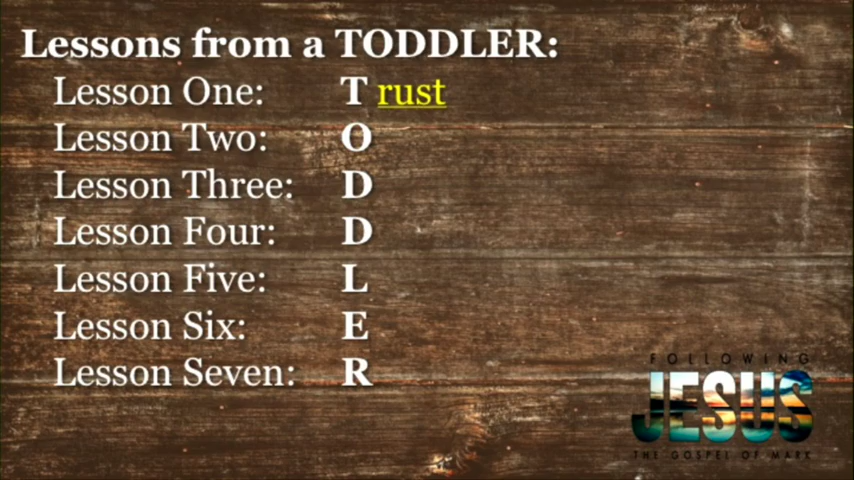 Lessons from a TODDLER:
Lesson One: T rust
Lesson Two: O
Lesson Three: D
Lesson Four: D
Lesson Five: L
Lesson Six: E
Lesson Seven: R
FOLLOWING
JESUS
THE GOSPEL OF MARK